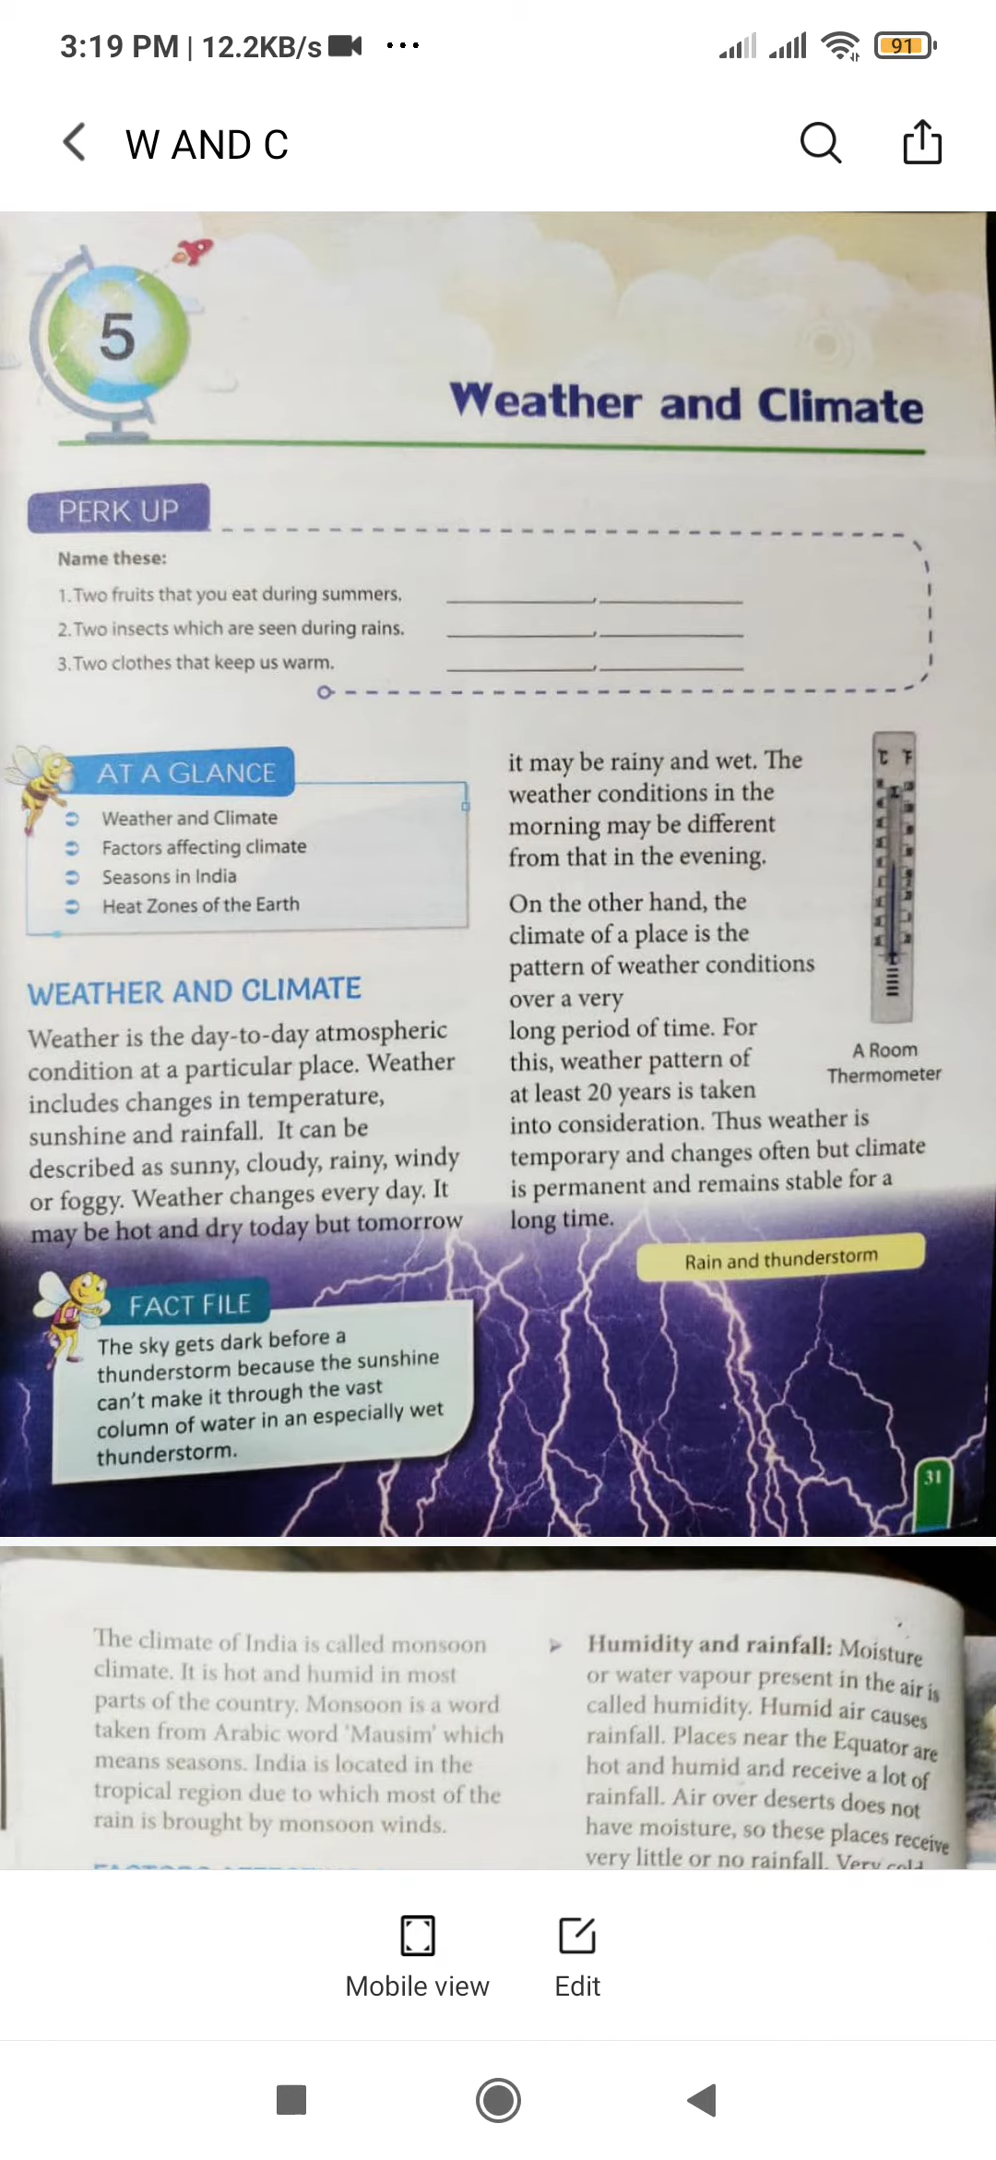 3:19 PM | 12.2KB/s ...
91
W AND C
5
Weather and Climate
PERK UP
Name these:
1. Two fruits that you eat during summers. ____________,____________
2. Two insects which are seen during rains. ____________,____________
3. Two clothes that keep us warm. ____________,____________
AT A GLANCE
Weather and Climate
Factors affecting climate
Seasons in India
Heat Zones of the Earth
WEATHER AND CLIMATE
Weather is the day-to-day atmospheric
condition at a particular place. Weather
includes changes in temperature,
sunshine and rainfall. It can be
described as sunny, cloudy, rainy, windy
or foggy. Weather changes every day. It
may be hot and dry today but tomorrow
it may be rainy and wet. The
weather conditions in the
morning may be different
from that in the evening.
On the other hand, the
climate of a place is the
pattern of weather conditions
over a very
long period of time. For
this, weather pattern of
at least 20 years is taken
into consideration. Thus weather is
temporary and changes often but climate
is permanent and remains stable for a
long time.
°C °F
A Room
Thermometer
Rain and thunderstorm
FACT FILE
The sky gets dark before a
thunderstorm because the sunshine
can't make it through the vast
column of water in an especially wet
thunderstorm.
31
The climate of India is called monsoon
climate. It is hot and humid in most
parts of the country. Monsoon is a word
taken from Arabic word 'Mausim' which
means seasons. India is located in the
tropical region due to which most of the
rain is brought by monsoon winds.
➤ Humidity and rainfall: Moisture
or water vapour present in the air is
called humidity. Humid air causes
rainfall. Places near the Equator are
hot and humid and receive a lot of
rainfall. Air over deserts does not
have moisture, so these places receive
very little or no rainfall. Very cold
Mobile view
Edit